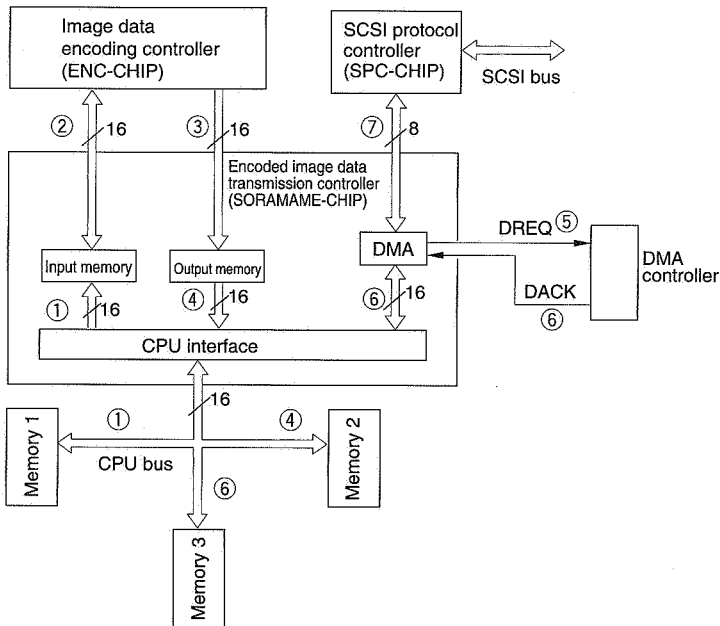 Image data
encoding controller
(ENC-CHIP)
SCSI protocol
controller
(SPC-CHIP)
SCSI bus
② 16
③ 16
⑦ 8
Encoded image data
transmission controller
(SORAMAME-CHIP)
Input memory
Output memory
DMA
DREQ ⑤
DACK
⑥
DMA
controller
① 16
④ 16
⑥ 16
CPU interface
16
Memory 1
①
CPU bus
④
Memory 2
⑥
Memory 3